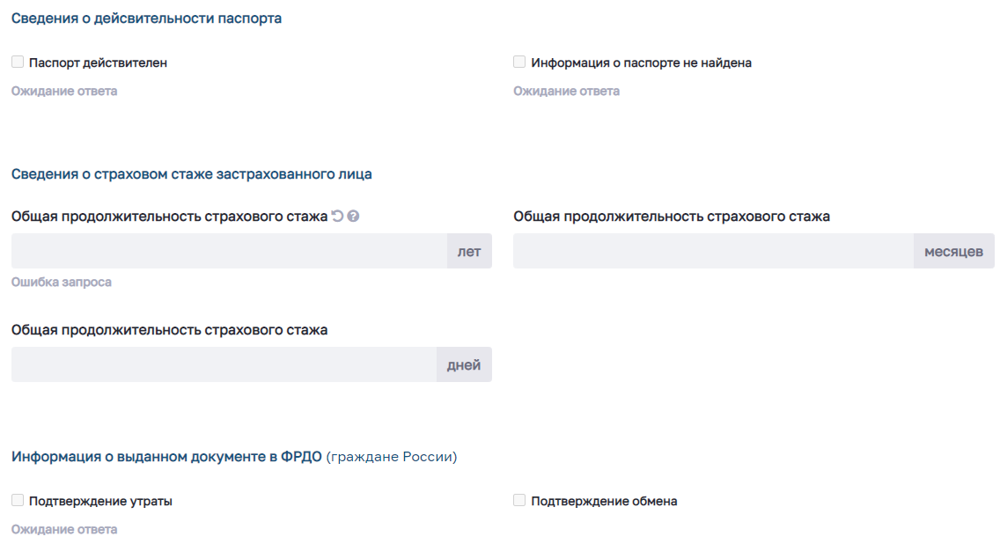 Сведения о дейсвительности паспорта
Паспорт действителен
Информация о паспорте не найдена
Ожидание ответа
Ожидание ответа
Сведения о страховом стаже застрахованного лица
Общая продолжительность страхового стажа
Общая продолжительность страхового стажа
лет
месяцев
Ошибка запроса
Общая продолжительность страхового стажа
дней
Информация о выданном документе в ФРДО (граждане России)
Подтверждение утраты
Подтверждение обмена
Ожидание ответа